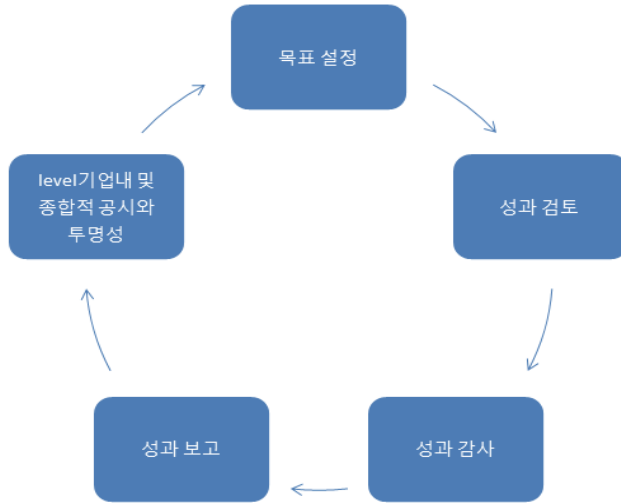 목표 설정
성과 검토
성과 감사
성과 보고
level기업내 및
종합적 공시와
투명성